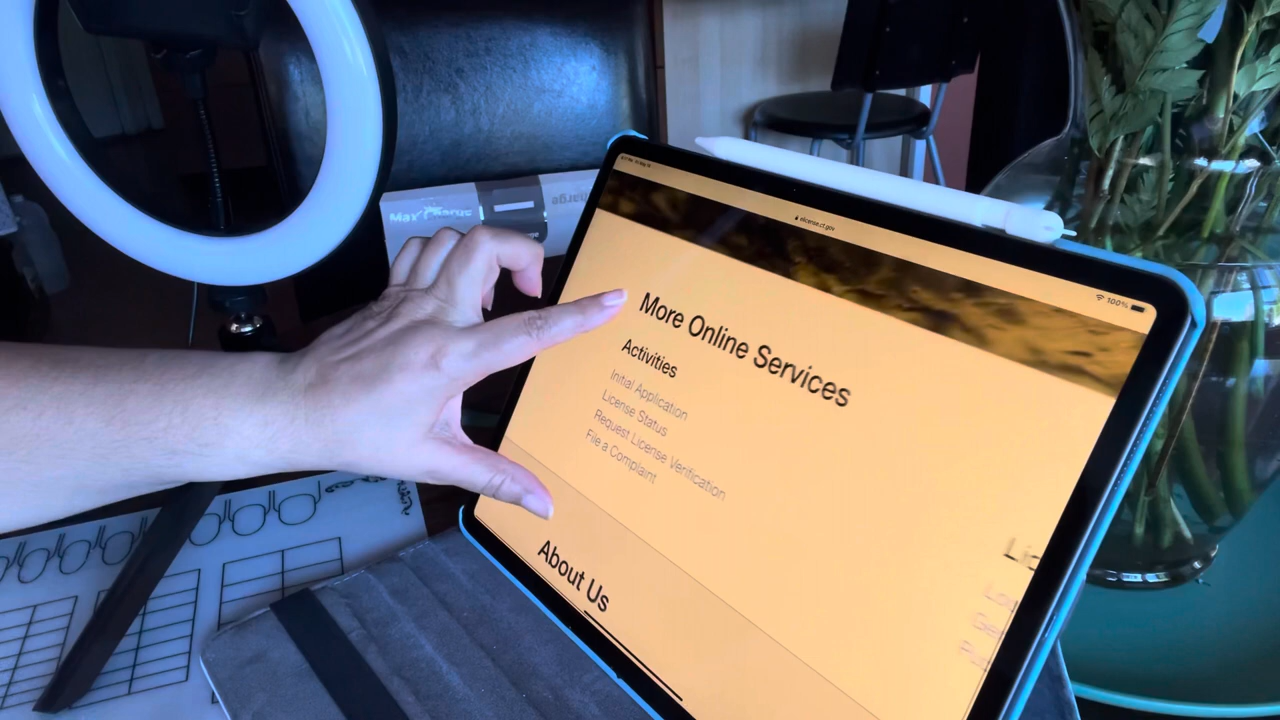 elicense.ct.gov
100%
More Online Services
Activities
Initial Application
License Status
Request License Verification
File a Complaint
About Us